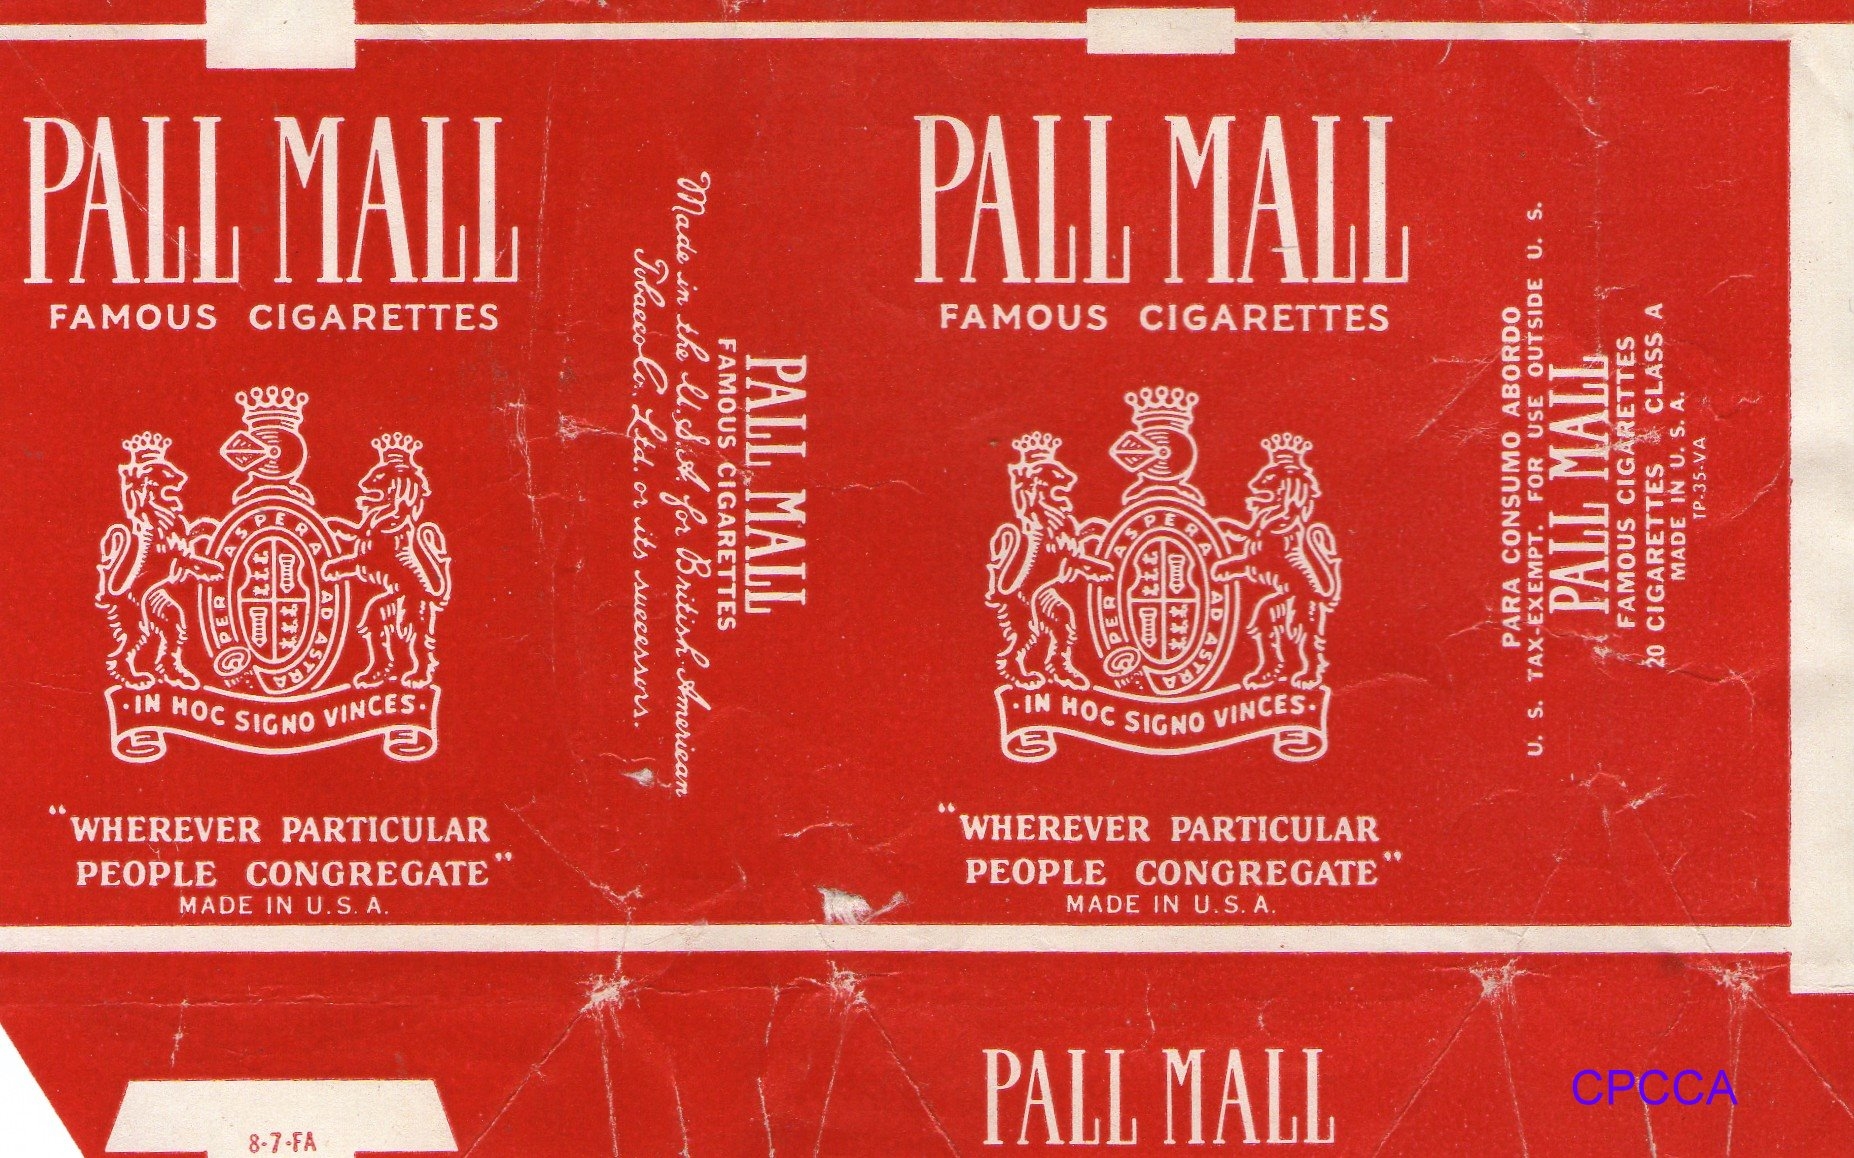 PALL MALL
FAMOUS CIGARETTES
PER ASPERA AD ASTRA
·IN HOC SIGNO VINCES·
"WHEREVER PARTICULAR
PEOPLE CONGREGATE"
MADE IN U.S.A.
PALL MALL
FAMOUS CIGARETTES
Made in the U.S.A. for British-American
Tobacco Co. Ltd. or its successors.
PALL MALL
FAMOUS CIGARETTES
PER ASPERA AD ASTRA
·IN HOC SIGNO VINCES·
"WHEREVER PARTICULAR
PEOPLE CONGREGATE"
MADE IN U.S.A.
PARA CONSUMO ABORDO
U. S. TAX-EXEMPT. FOR USE OUTSIDE U. S.
PALL MALL
FAMOUS CIGARETTES
20 CIGARETTES CLASS A
MADE IN U. S. A.
TP-35-VA
8-7-FA
PALL MALL
CPCCA